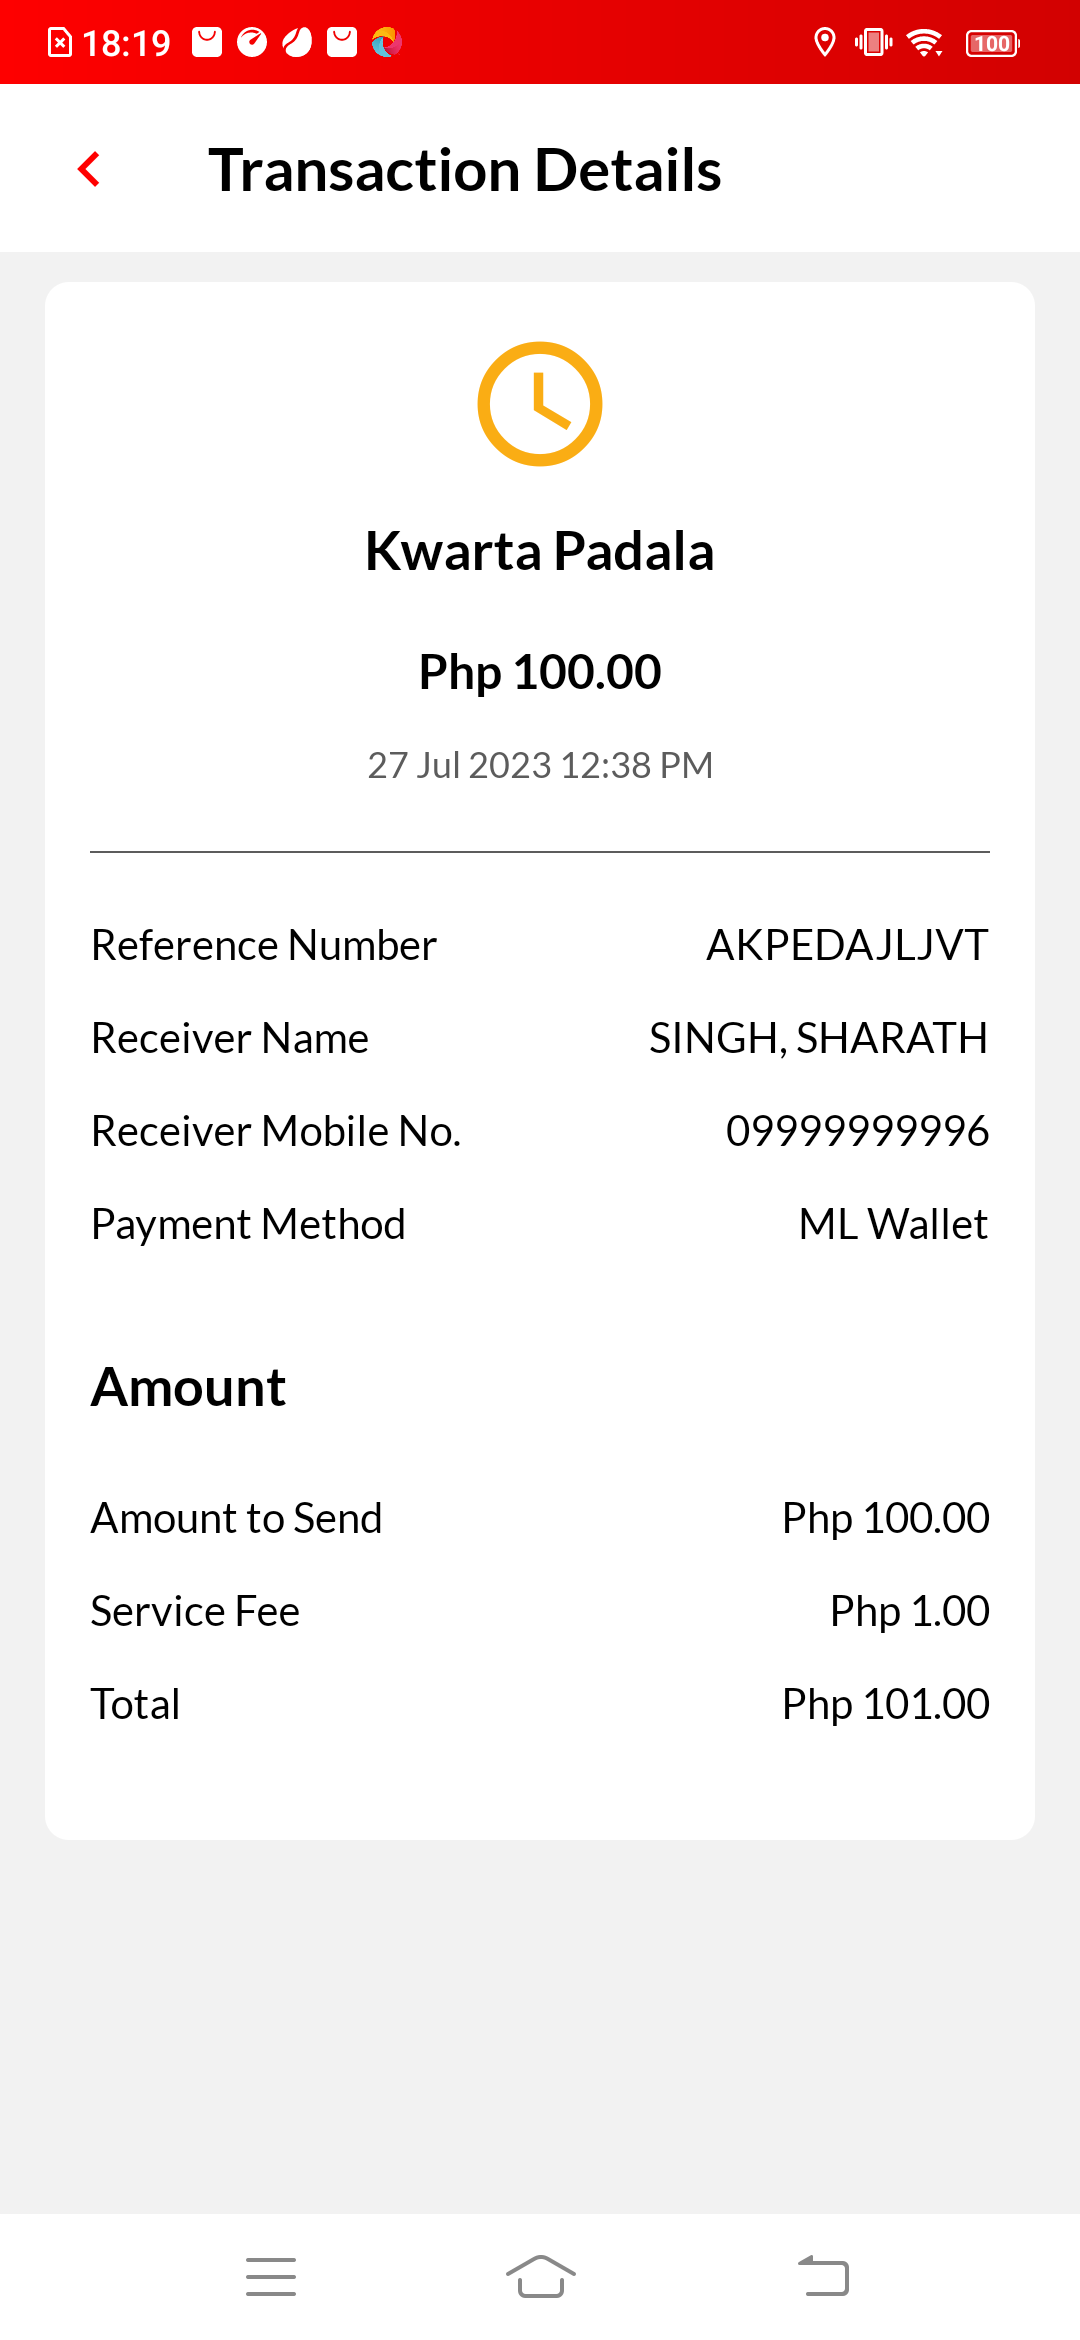 18:19
100
Transaction Details
Kwarta Padala
Php 100.00
27 Jul 2023 12:38 PM
Reference Number AKPEDAJLJVT
Receiver Name SINGH, SHARATH
Receiver Mobile No. 09999999996
Payment Method ML Wallet
Amount
Amount to Send Php 100.00
Service Fee Php 1.00
Total Php 101.00